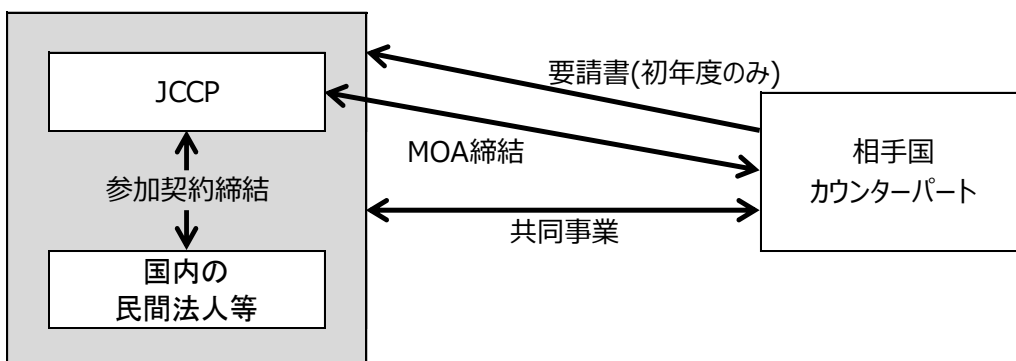 JCCP
参加契約締結
国内の
民間法人等
要請書(初年度のみ)
MOA締結
共同事業
相手国
カウンターパート